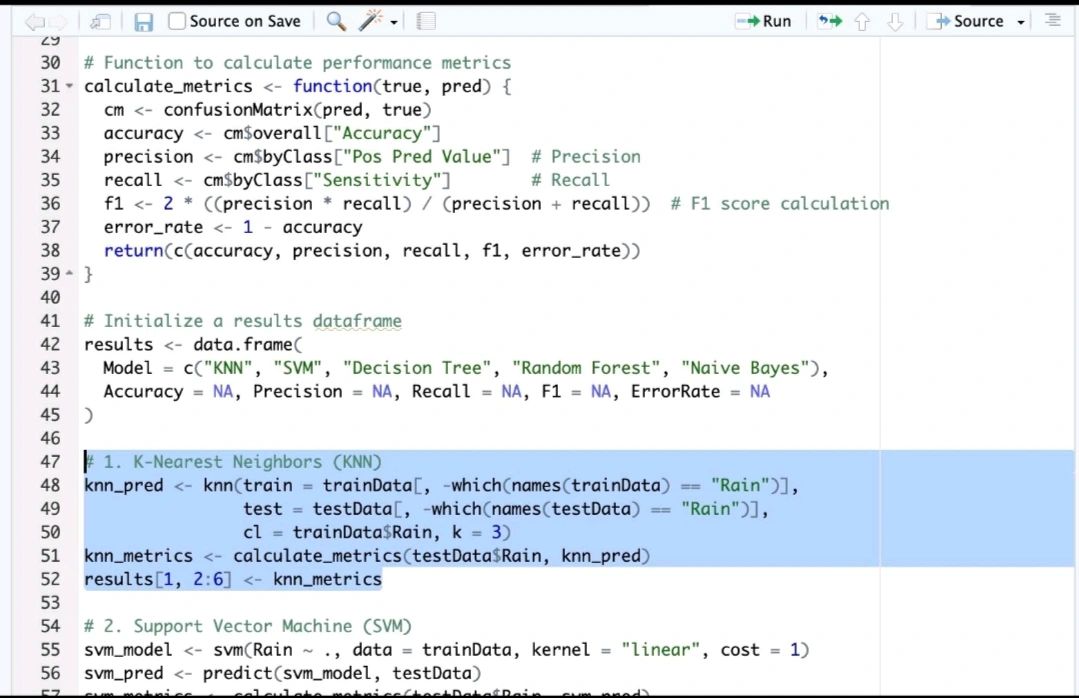 Source on Save Run Source
29
30 # Function to calculate performance metrics
31 calculate_metrics <- function(true, pred) {
32   cm <- confusionMatrix(pred, true)
33   accuracy <- cm$overall["Accuracy"]
34   precision <- cm$byClass["Pos Pred Value"]  # Precision
35   recall <- cm$byClass["Sensitivity"]        # Recall
36   f1 <- 2 * ((precision * recall) / (precision + recall))  # F1 score calculation
37   error_rate <- 1 - accuracy
38   return(c(accuracy, precision, recall, f1, error_rate))
39 }
40
41 # Initialize a results dataframe
42 results <- data.frame(
43   Model = c("KNN", "SVM", "Decision Tree", "Random Forest", "Naive Bayes"),
44   Accuracy = NA, Precision = NA, Recall = NA, F1 = NA, ErrorRate = NA
45 )
46
47 # 1. K-Nearest Neighbors (KNN)
48 knn_pred <- knn(train = trainData[, -which(names(trainData) == "Rain")],
49                 test = testData[, -which(names(testData) == "Rain")],
50                 cl = trainData$Rain, k = 3)
51 knn_metrics <- calculate_metrics(testData$Rain, knn_pred)
52 results[1, 2:6] <- knn_metrics
53
54 # 2. Support Vector Machine (SVM)
55 svm_model <- svm(Rain ~ ., data = trainData, kernel = "linear", cost = 1)
56 svm_pred <- predict(svm_model, testData)
57 svm_metrics <- calculate_metrics(testData$Rain, svm_pred)